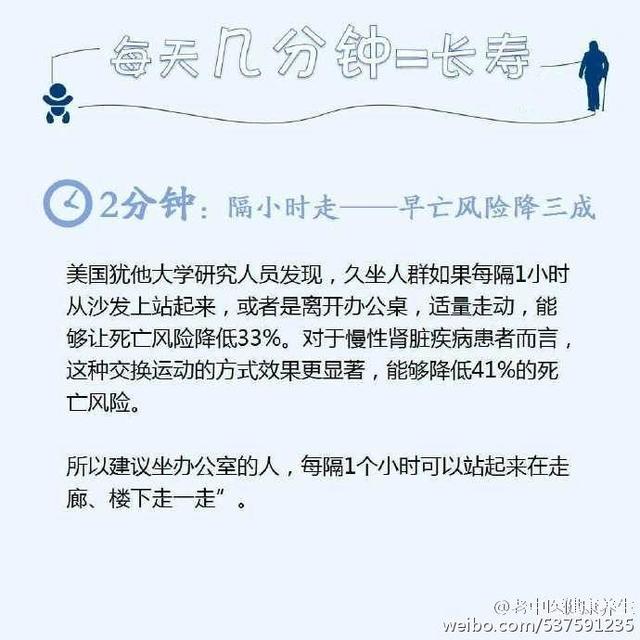 每天几分钟=长寿
2分钟：隔小时走——早亡风险降三成
美国犹他大学研究人员发现，久坐人群如果每隔1小时
从沙发上站起来，或者是离开办公桌，适量走动，能
够让死亡风险降低33%。对于慢性肾脏疾病患者而言，
这种交换运动的方式效果更显著，能够降低41%的死
亡风险。
所以建议坐办公室的人，每隔1个小时可以站起来在走
廊、楼下走一走”。
@老中医健康养生
weibo.com/537591235